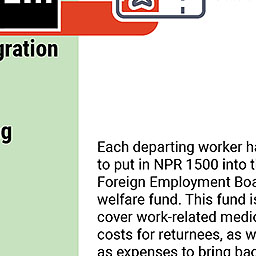 gration
g
Each departing worker ha
to put in NPR 1500 into t
Foreign Employment Boa
welfare fund. This fund is
cover work-related medic
costs for returnees, as w
as expenses to bring bac